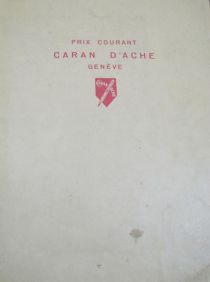 PRIX COURANT
CARAN D'ACHE
GENÈVE